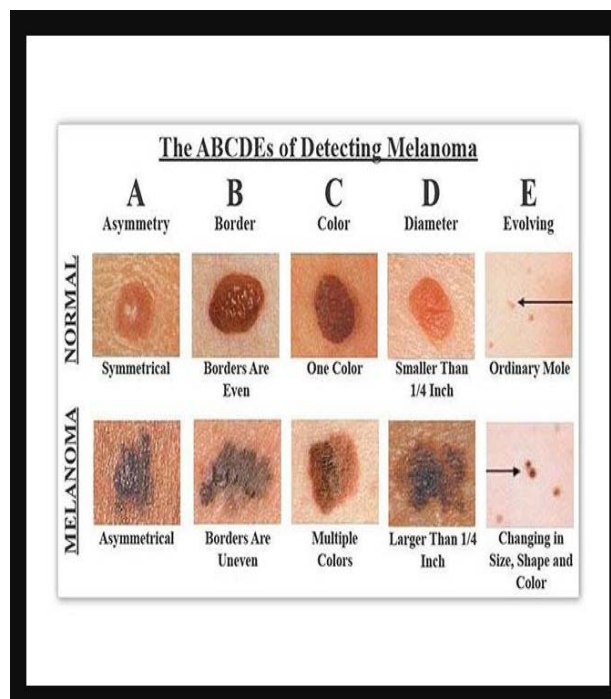 The ABCDEs of Detecting Melanoma
A B C D E
Asymmetry Border Color Diameter Evolving
NORMAL
Symmetrical Borders Are One Color Smaller Than Ordinary Mole
Even 1/4 Inch
MELANOMA
Asymmetrical Borders Are Multiple Larger Than 1/4 Changing in
Uneven Colors Inch Size, Shape and
Color